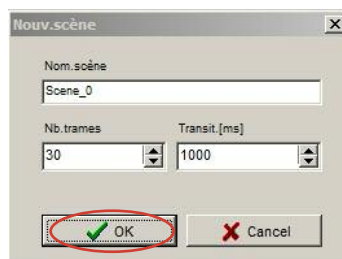 Nouv.scène
Nom.scène
Scene_0
Nb.trames Transit.[ms]
30 1000
OK Cancel